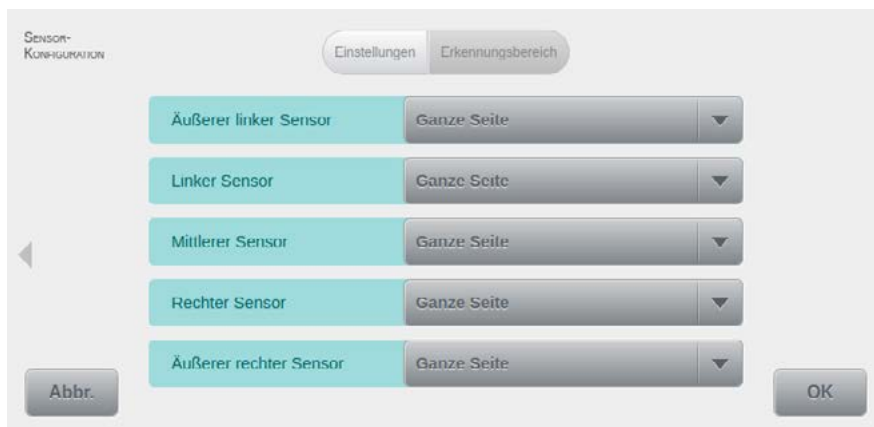 SENSOR-
KONFIGURATION
Einstellungen Erkennungsbereich
Äußerer linker Sensor Ganze Seite
Linker Sensor Ganze Seite
Mittlerer Sensor Ganze Seite
Rechter Sensor Ganze Seite
Äußerer rechter Sensor Ganze Seite
Abbr. OK